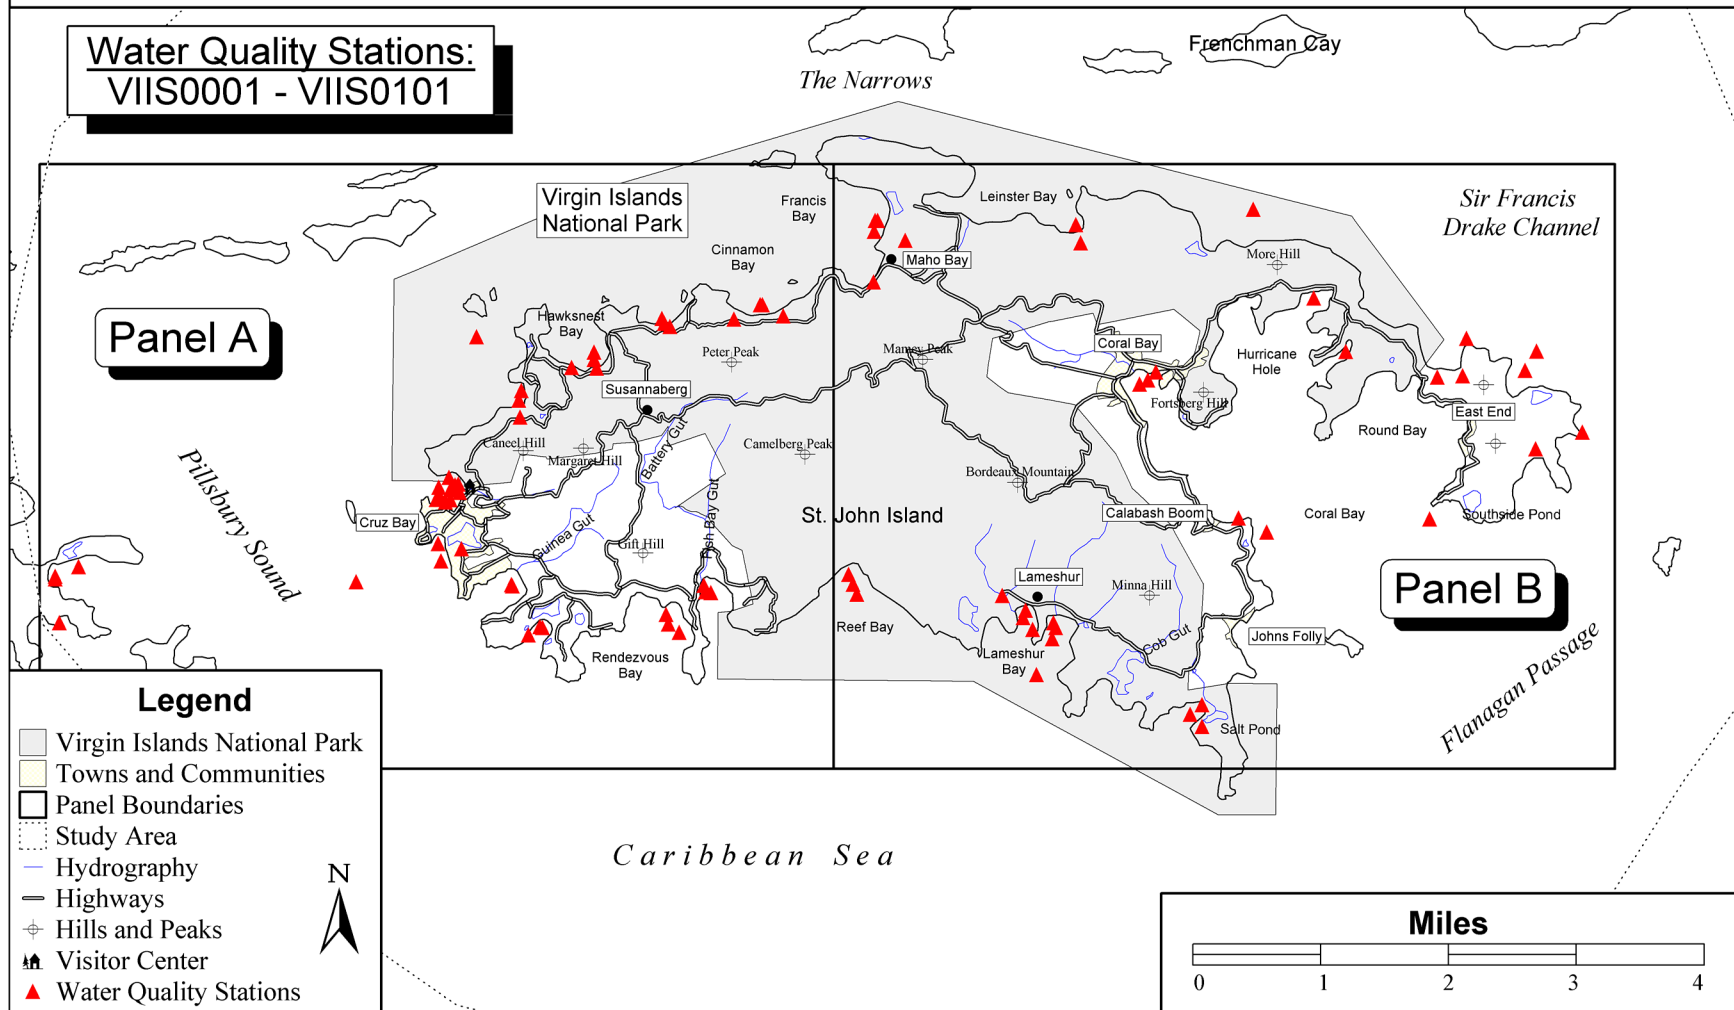 Water Quality Stations:
VIIS0001 - VIIS0101
Frenchman Cay
The Narrows
Virgin Islands
National Park
Francis
Bay
Leinster Bay
Sir Francis
Drake Channel
Cinnamon
Bay
Maho Bay
More Hill
Panel A
Hawksnest
Bay
Peter Peak
Mamey Peak
Coral Bay
Hurricane
Hole
Susannaberg
Fortsberg Hill
East End
Round Bay
Caneel Hill
Margaret Hill
Battery Gut
Camelberg Peak
Bordeaux Mountain
Pillsbury Sound
Cruz Bay
Guinea Gut
Fish Bay Gut
St. John Island
Calabash Boom
Coral Bay
Southside Pond
Gift Hill
Lameshur
Minna Hill
Panel B
Reef Bay
Cob Gut
Johns Folly
Rendezvous
Bay
Lameshur
Bay
Flanagan Passage
Salt Pond
Caribbean Sea
Legend
Virgin Islands National Park
Towns and Communities
Panel Boundaries
Study Area
Hydrography
Highways
Hills and Peaks
Visitor Center
Water Quality Stations
N
Miles
0 1 2 3 4